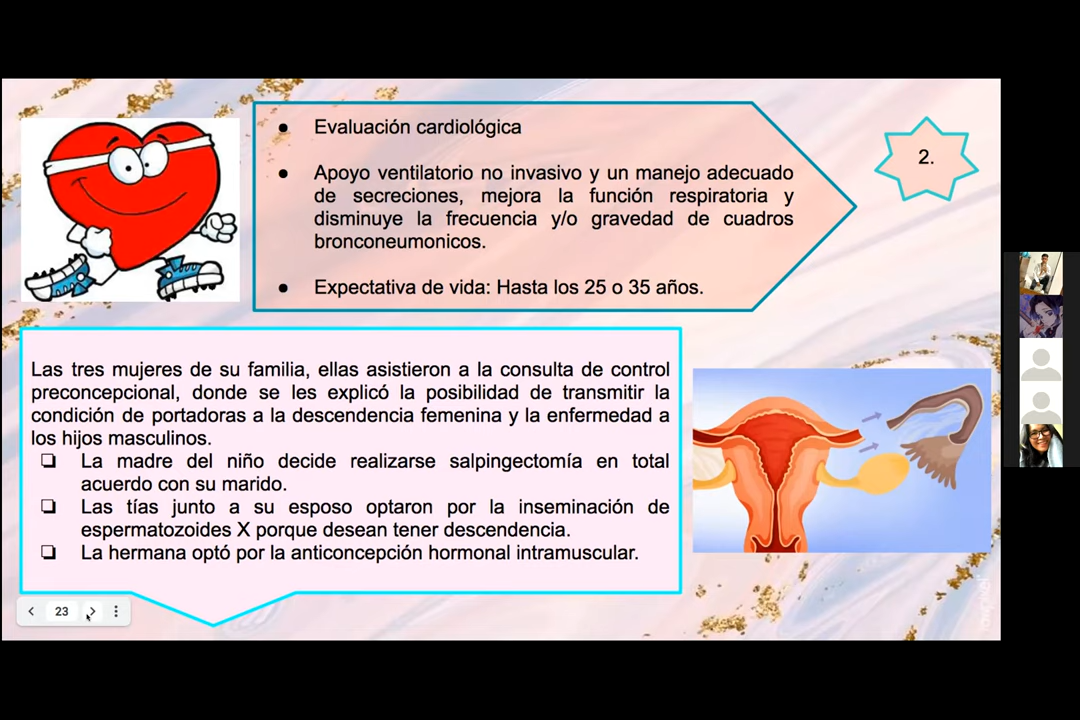 ● Evaluación cardiológica
● Apoyo ventilatorio no invasivo y un manejo adecuado
de secreciones, mejora la función respiratoria y
disminuye la frecuencia y/o gravedad de cuadros
bronconeumonicos.
● Expectativa de vida: Hasta los 25 o 35 años.
2.
Las tres mujeres de su familia, ellas asistieron a la consulta de control
preconcepcional, donde se les explicó la posibilidad de transmitir la
condición de portadoras a la descendencia femenina y la enfermedad a
los hijos masculinos.
❏ La madre del niño decide realizarse salpingectomía en total
acuerdo con su marido.
❏ Las tías junto a su esposo optaron por la inseminación de
espermatozoides X porque desean tener descendencia.
❏ La hermana optó por la anticoncepción hormonal intramuscular.
23